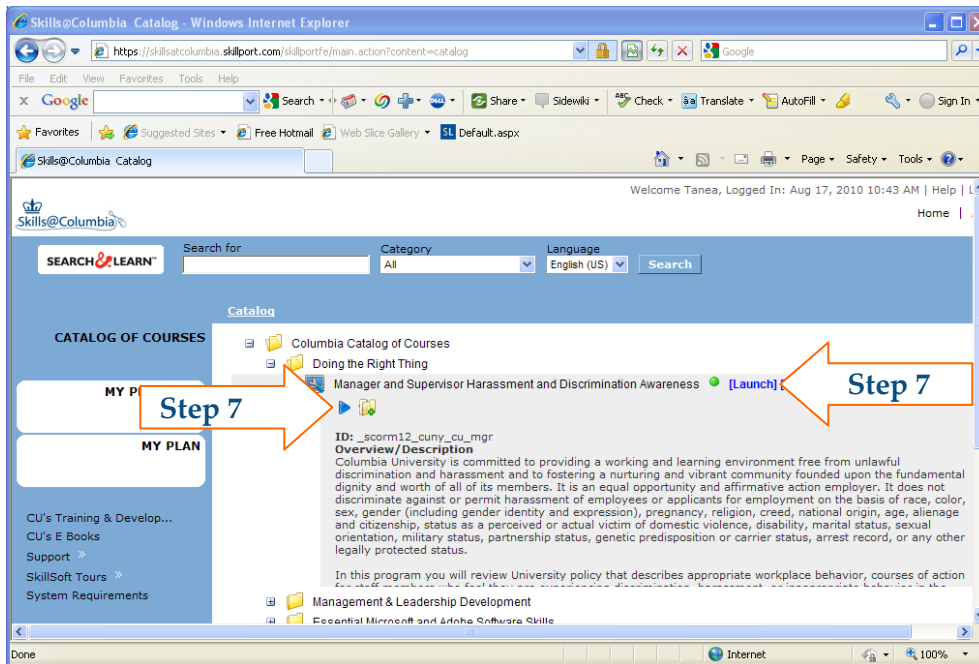 Skills@Columbia Catalog - Windows Internet Explorer
https://skillsatcolumbia.skillport.com/skillportfe/main.action?content=catalog
Google
File Edit View Favorites Tools Help
x Google Search Share Sidewiki Check Translate AutoFill Sign In
Favorites Suggested Sites Free Hotmail Web Slice Gallery SL Default.aspx
Skills@Columbia Catalog Page Safety Tools
Welcome Tanea, Logged In: Aug 17, 2010 10:43 AM | Help |
Skills@Columbia Home |
Search for Category Language
SEARCH & LEARN™ All English (US) Search
Catalog
CATALOG OF COURSES
Columbia Catalog of Courses
Doing the Right Thing
Manager and Supervisor Harassment and Discrimination Awareness [Launch]
MY
Step 7
Step 7
MY PLAN
ID: _scorm12_cuny_cu_mgr
Overview/Description
Columbia University is committed to providing a working and learning environment free from unlawful
discrimination and harassment and to fostering a nurturing and vibrant community founded upon the fundamental
dignity and worth of all of its members. It is an equal opportunity and affirmative action employer. It does not
discriminate against or permit harassment of employees or applicants for employment on the basis of race, color,
sex, gender (including gender identity and expression), pregnancy, religion, creed, national origin, age, alienage
and citizenship, status as a perceived or actual victim of domestic violence, disability, marital status, sexual
orientation, military status, partnership status, genetic predisposition or carrier status, arrest record, or any other
legally protected status.
In this program you will review University policy that describes appropriate workplace behavior, courses of action
CU's Training & Develop...
CU's E Books
Support »
SkillSoft Tours »
System Requirements
Management & Leadership Development
Essential Microsoft and Adobe Software Skills
Done Internet 100%